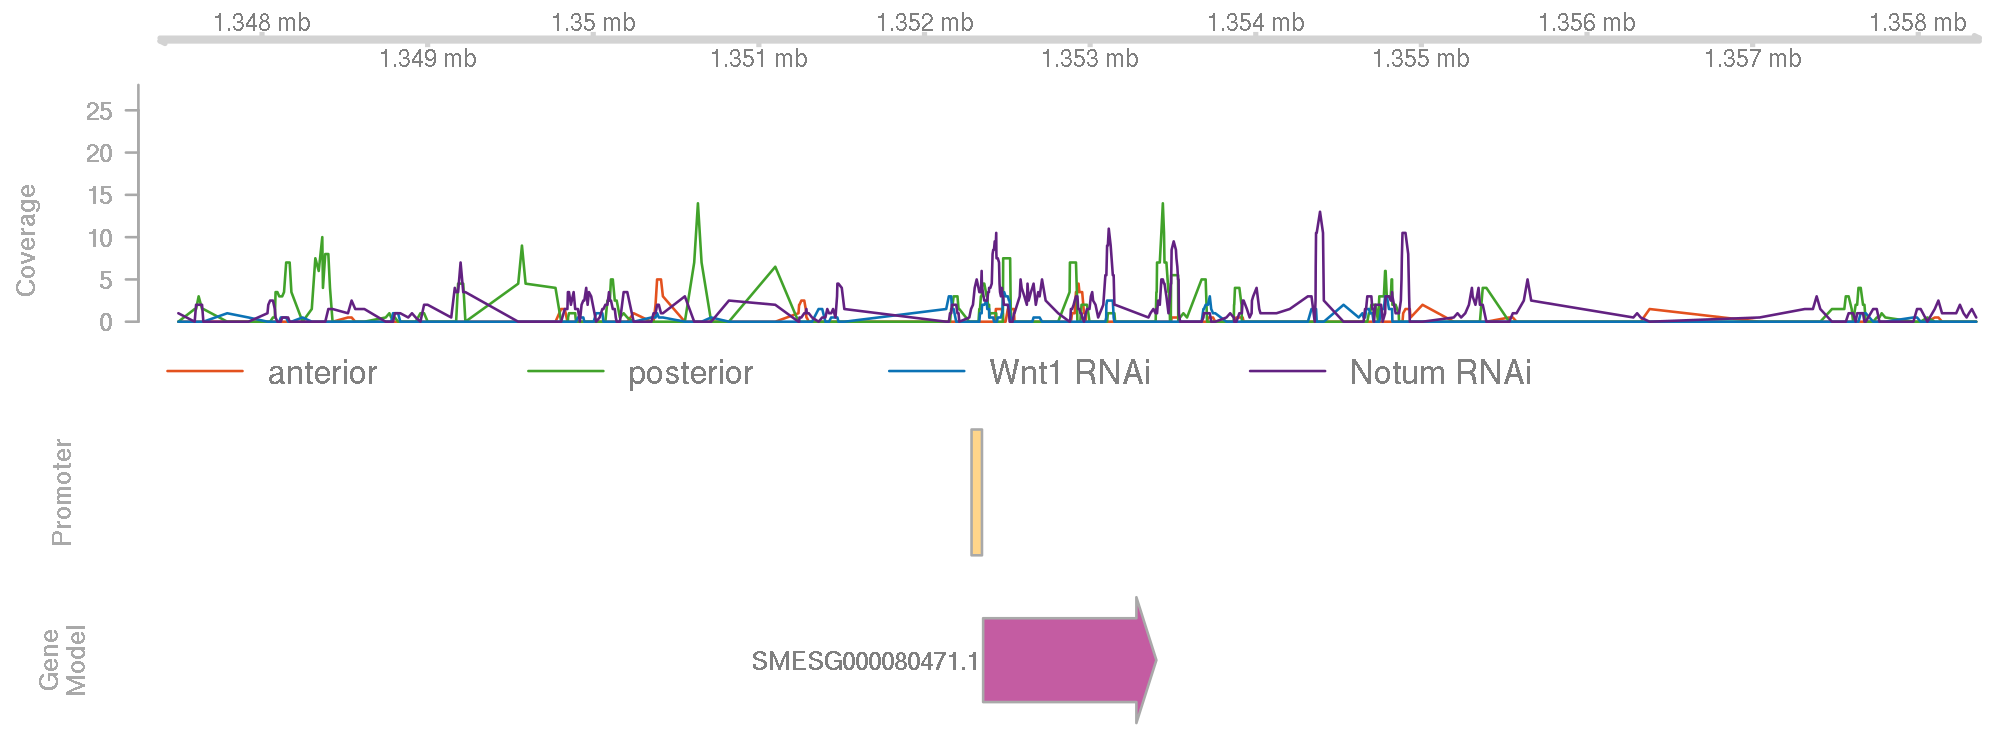 1.348 mb 1.35 mb 1.352 mb 1.354 mb 1.356 mb 1.358 mb
1.349 mb 1.351 mb 1.353 mb 1.355 mb 1.357 mb
Coverage
25
20
15
10
5
0
anterior posterior Wnt1 RNAi Notum RNAi
Promoter
Gene
Model
SMESG000080471.1